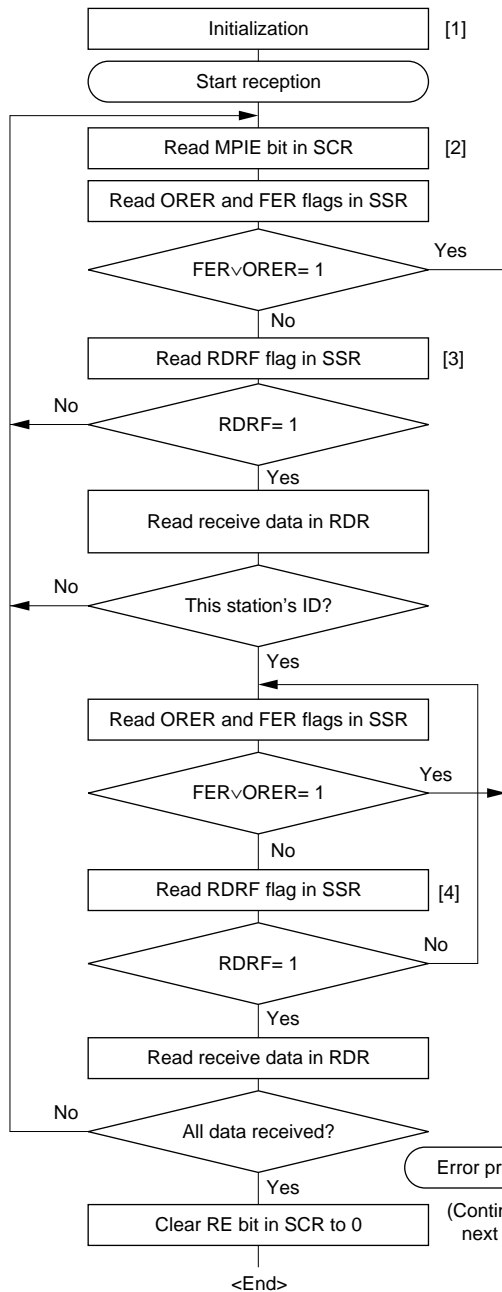 Initialization [1]
Start reception
Read MPIE bit in SCR [2]
Read ORER and FER flags in SSR
FER∨ORER= 1 Yes
No
Read RDRF flag in SSR [3]
No
RDRF= 1
Yes
Read receive data in RDR
No
This station's ID?
Yes
Read ORER and FER flags in SSR
Yes
FER∨ORER= 1
No
Read RDRF flag in SSR [4]
No
RDRF= 1
Yes
Read receive data in RDR
No
All data received?
Error pr
Yes
(Contin
Clear RE bit in SCR to 0
next
<End>